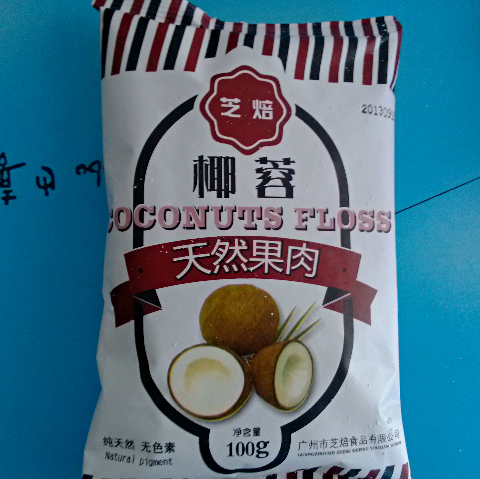 芝焙
201309
椰蓉
COCONUTS FLOSS
天然果肉
纯天然 无色素
Natural pigment
净含量
100g
广州市芝焙食品有限公司